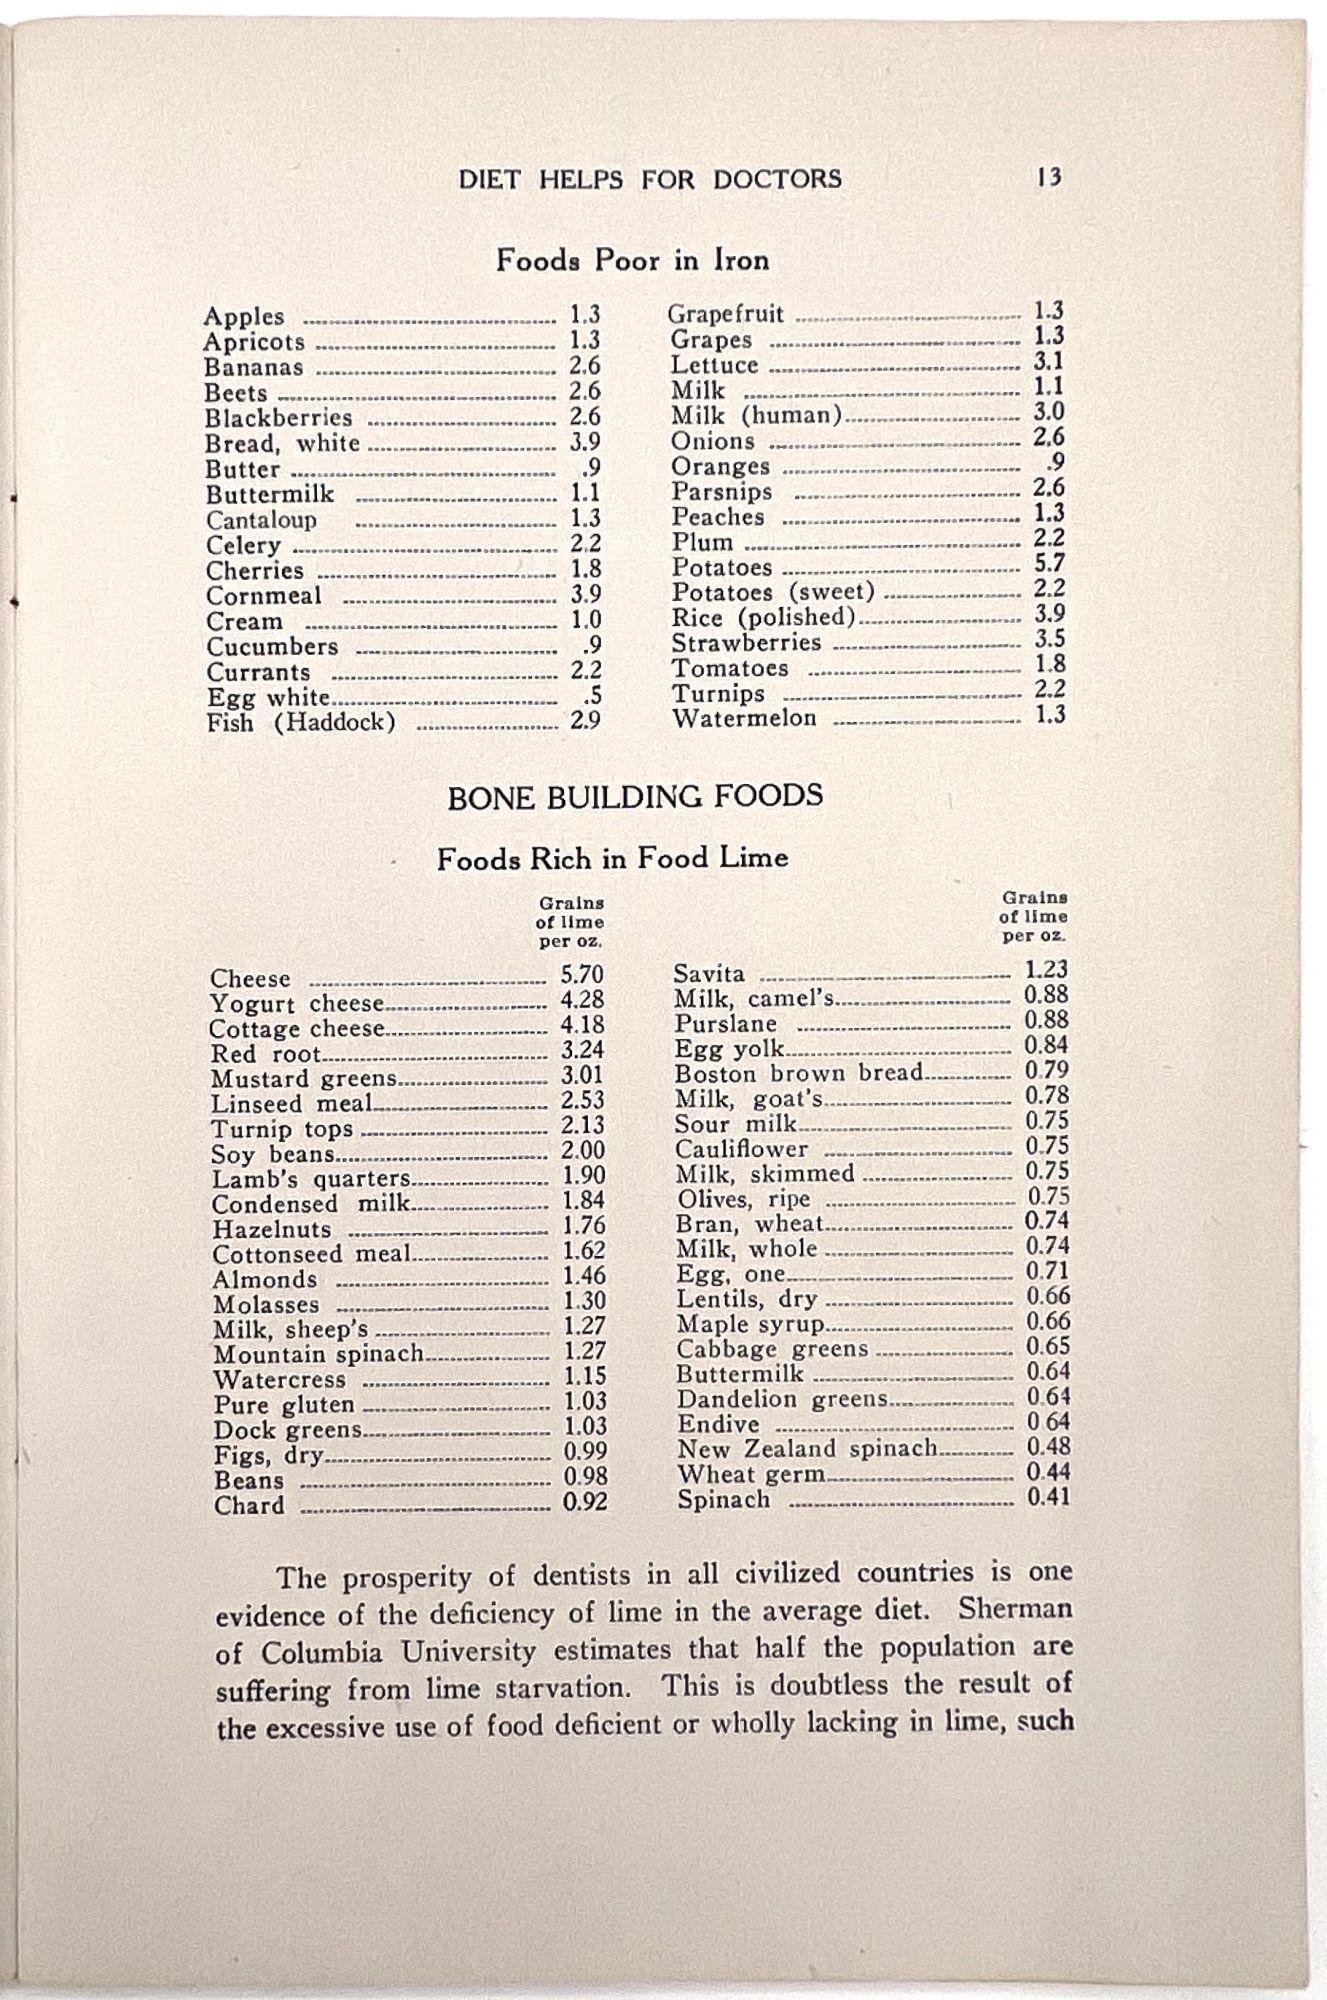 DIET HELPS FOR DOCTORS 13
Foods Poor in Iron
Apples 1.3
Apricots 1.3
Bananas 2.6
Beets 2.6
Blackberries 2.6
Bread, white 3.9
Butter .9
Buttermilk 1.1
Cantaloup 1.3
Celery 2.2
Cherries 1.8
Cornmeal 3.9
Cream 1.0
Cucumbers .9
Currants 2.2
Egg white .5
Fish (Haddock) 2.9
Grapefruit 1.3
Grapes 1.3
Lettuce 3.1
Milk 1.1
Milk (human) 3.0
Onions 2.6
Oranges .9
Parsnips 2.6
Peaches 1.3
Plum 2.2
Potatoes 5.7
Potatoes (sweet) 2.2
Rice (polished) 3.9
Strawberries 3.5
Tomatoes 1.8
Turnips 2.2
Watermelon 1.3
BONE BUILDING FOODS
Foods Rich in Food Lime
Grains
of lime
per oz.
Cheese 5.70
Yogurt cheese 4.28
Cottage cheese 4.18
Red root 3.24
Mustard greens 3.01
Linseed meal 2.53
Turnip tops 2.13
Soy beans 2.00
Lamb's quarters 1.90
Condensed milk 1.84
Hazelnuts 1.76
Cottonseed meal 1.62
Almonds 1.46
Molasses 1.30
Milk, sheep's 1.27
Mountain spinach 1.27
Watercress 1.15
Pure gluten 1.03
Dock greens 1.03
Figs, dry 0.99
Beans 0.98
Chard 0.92
Grains
of lime
per oz.
Savita 1.23
Milk, camel's 0.88
Purslane 0.88
Egg yolk 0.84
Boston brown bread 0.79
Milk, goat's 0.78
Sour milk 0.75
Cauliflower 0.75
Milk, skimmed 0.75
Olives, ripe 0.75
Bran, wheat 0.74
Milk, whole 0.74
Egg, one 0.71
Lentils, dry 0.66
Maple syrup 0.66
Cabbage greens 0.65
Buttermilk 0.64
Dandelion greens 0.64
Endive 0 64
New Zealand spinach 0.48
Wheat germ 0.44
Spinach 0.41
The prosperity of dentists in all civilized countries is one
evidence of the deficiency of lime in the average diet. Sherman
of Columbia University estimates that half the population are
suffering from lime starvation. This is doubtless the result of
the excessive use of food deficient or wholly lacking in lime, such